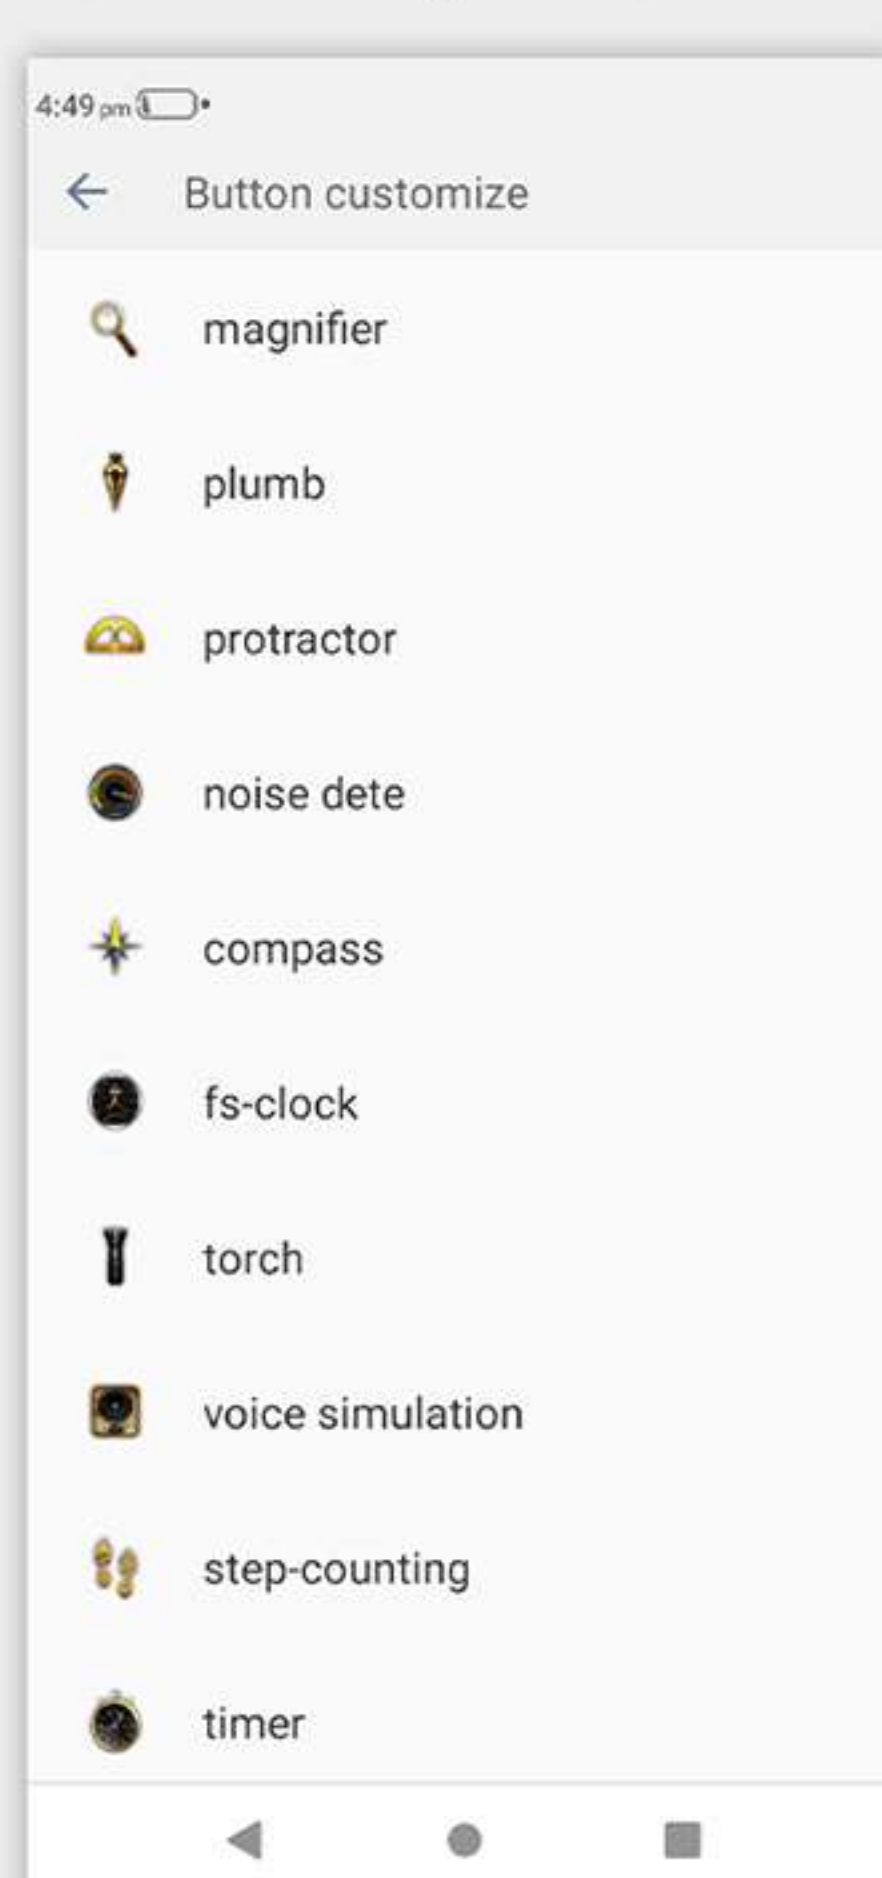 4:49 pm
Button customize
magnifier
plumb
protractor
noise dete
compass
fs-clock
torch
voice simulation
step-counting
timer